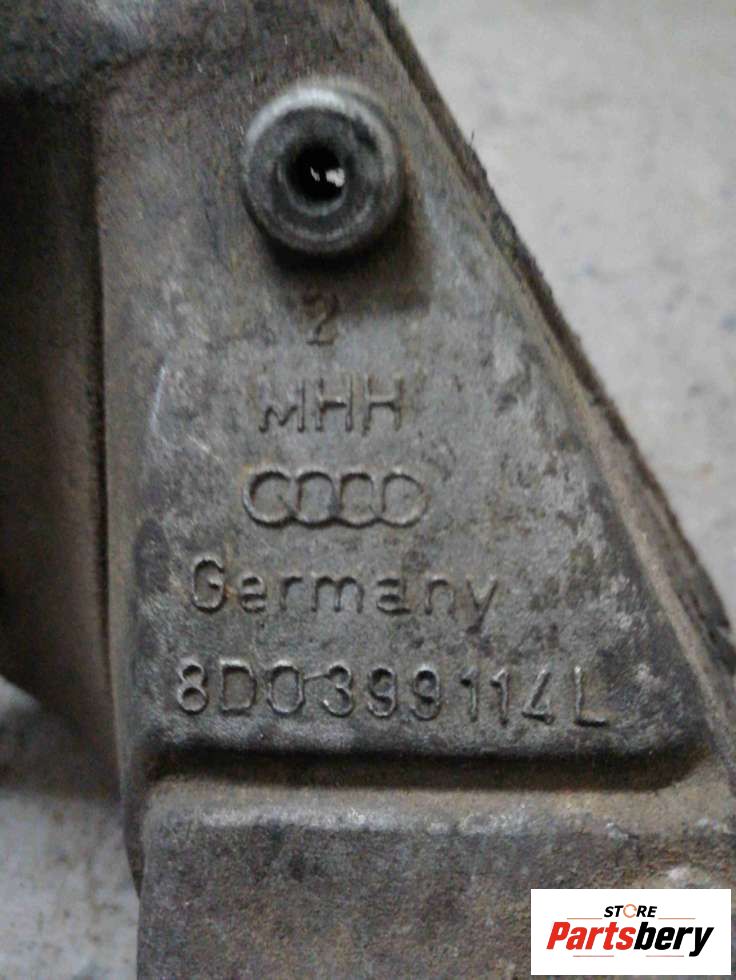 2
MHH
Germany
8D0399114L
STORE
Partsbery